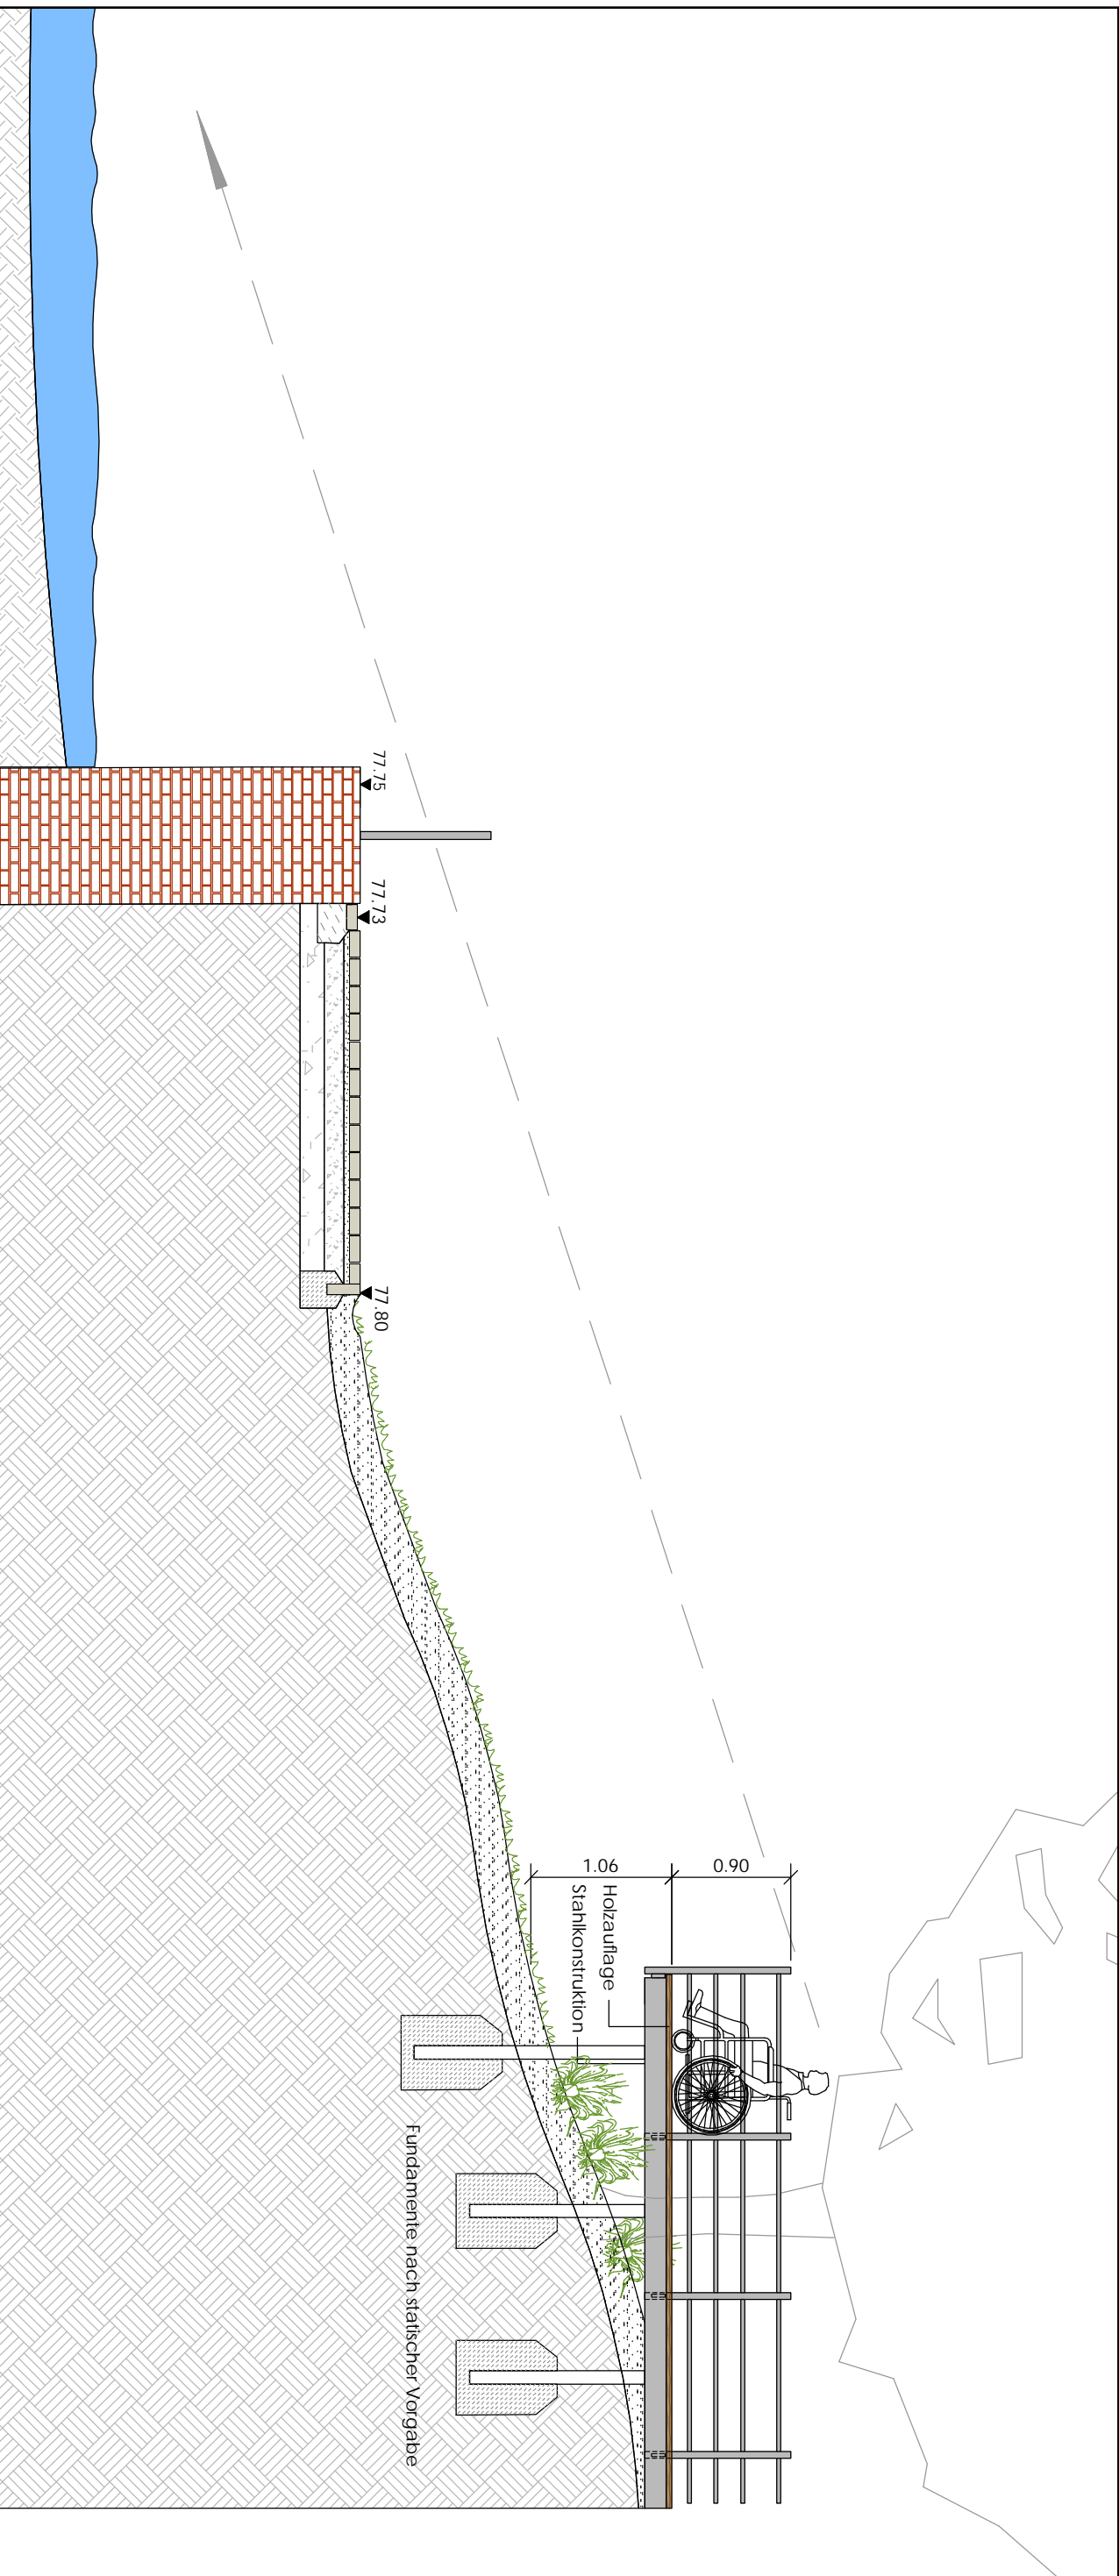 77.75
77.73
77.80
0.90
1.06
Holzauflage
Stahlkonstruktion
Fundamente nach statischer Vorgabe